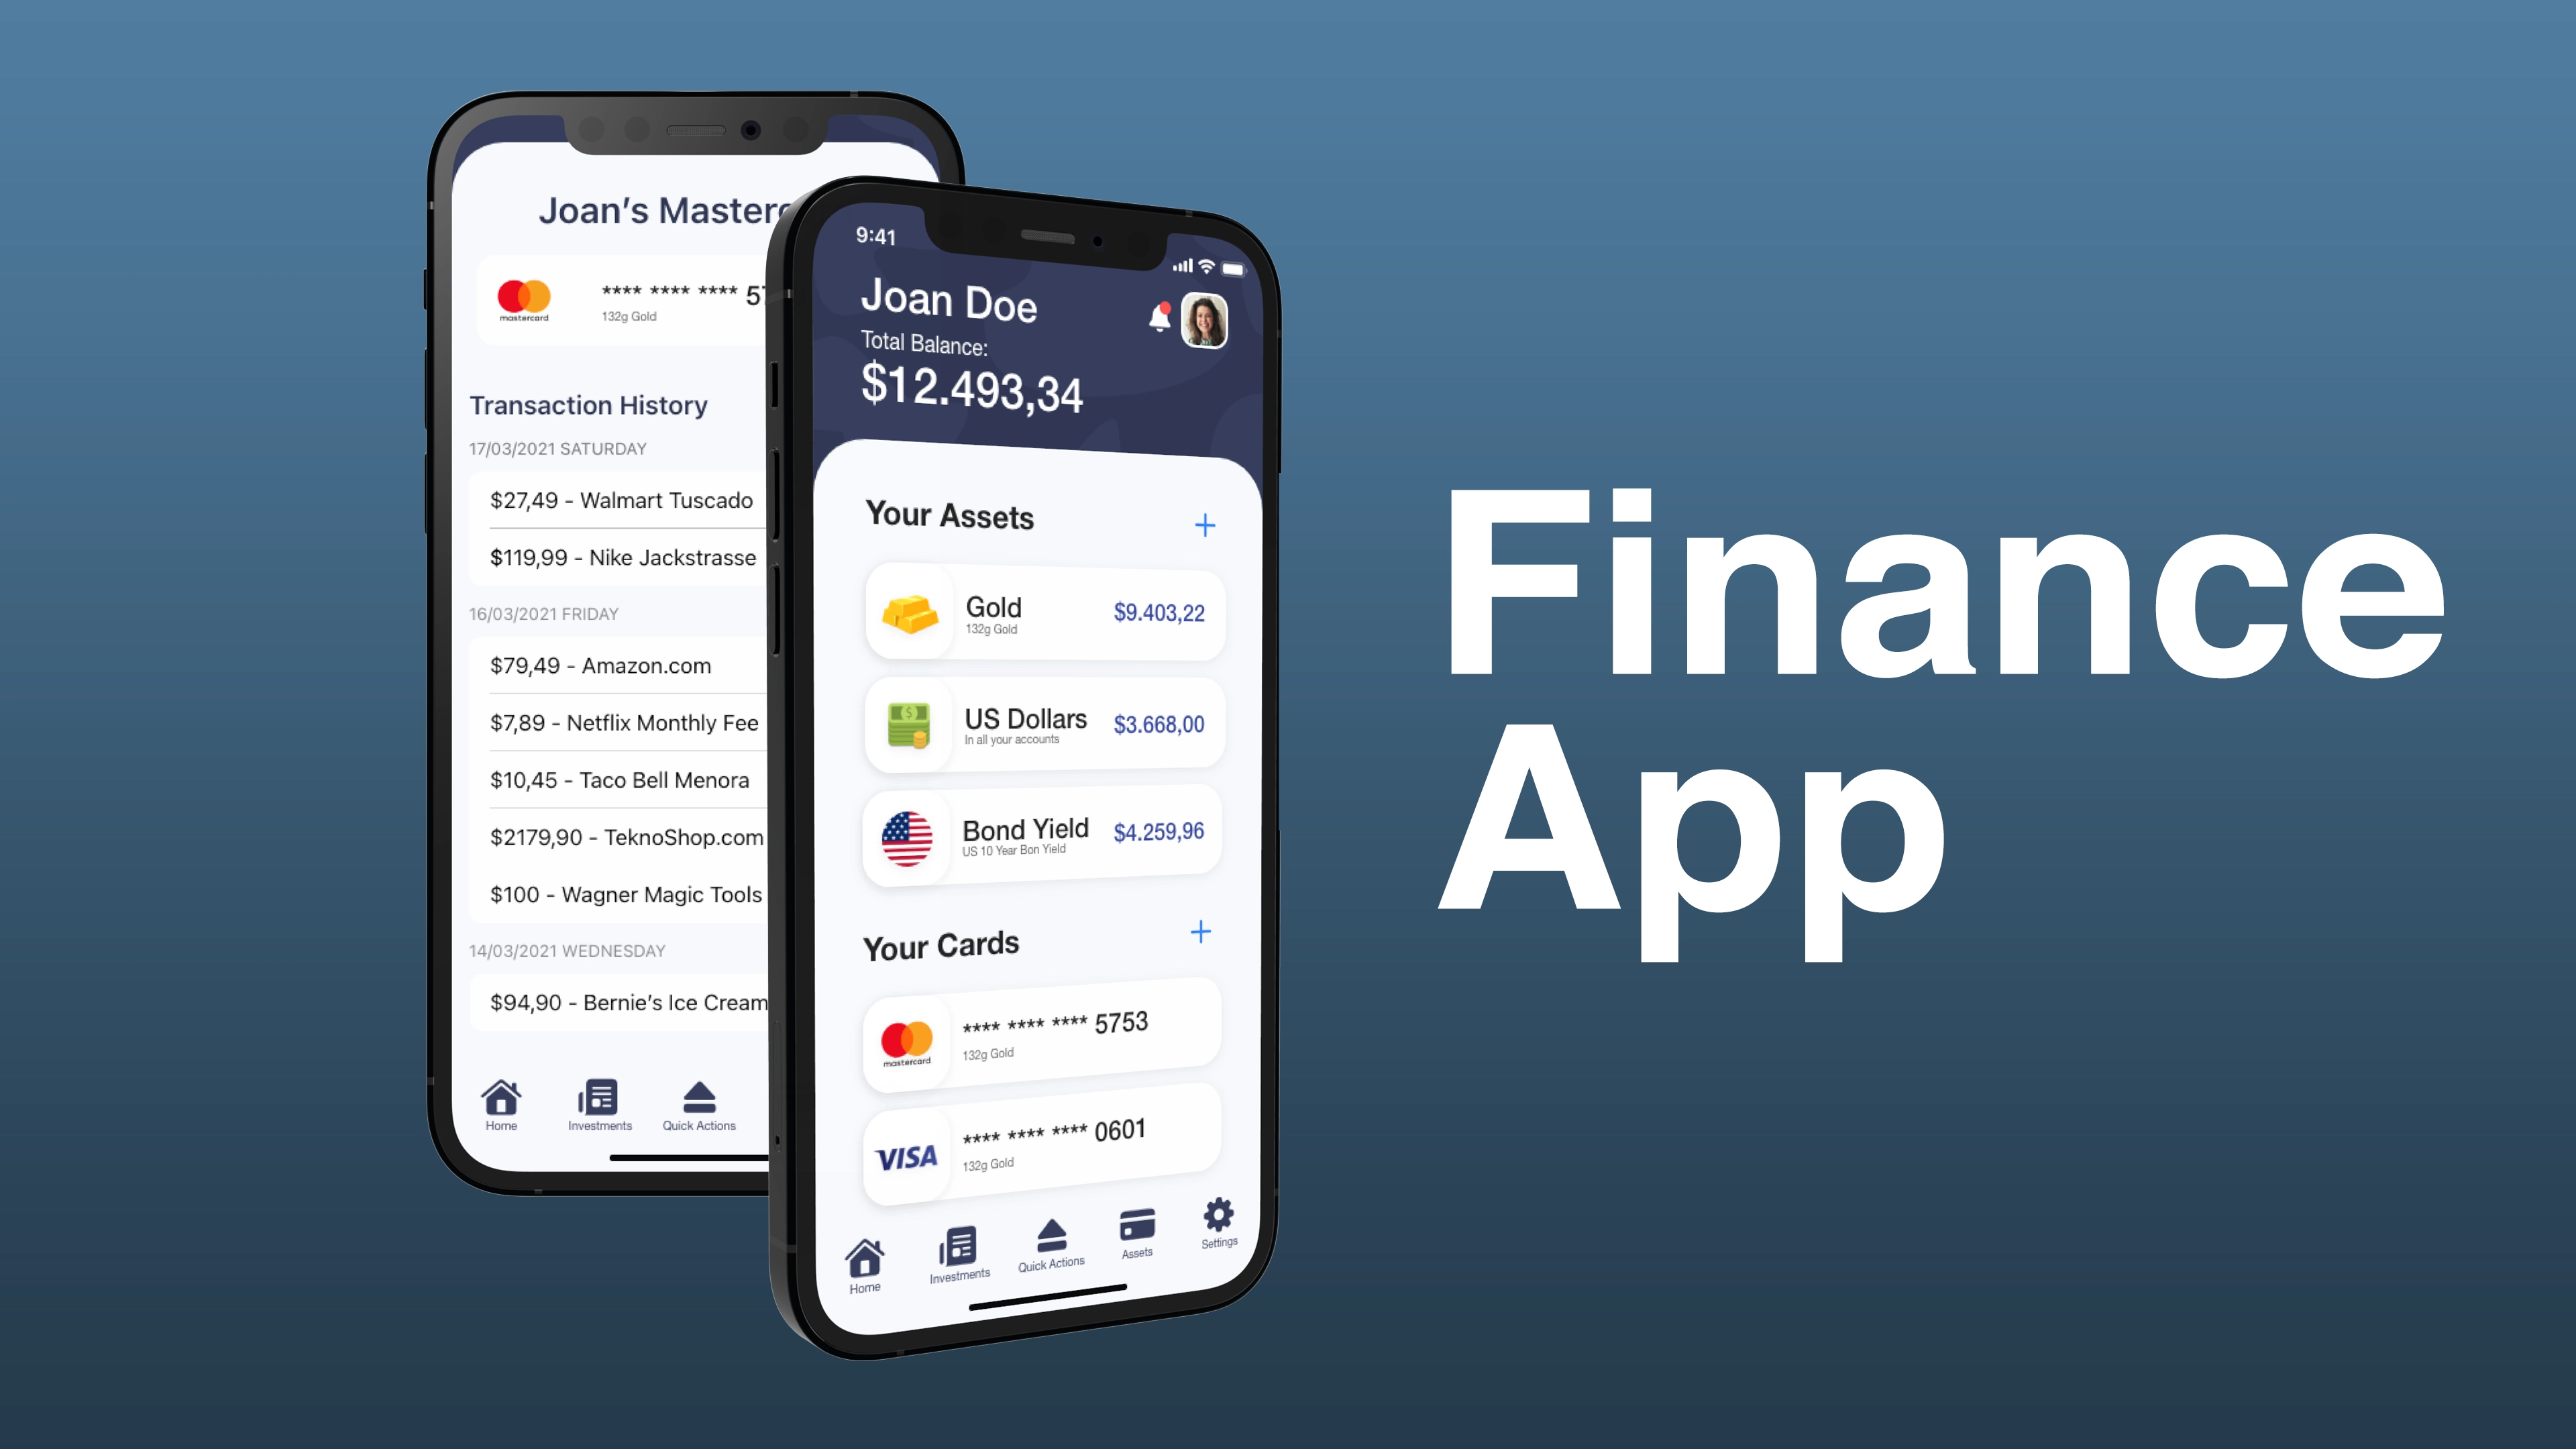 Joan's Masterc
mastercard
**** **** **** 57
132g Gold
Transaction History
17/03/2021 SATURDAY
$27,49 - Walmart Tuscado
$119,99 - Nike Jackstrasse
16/03/2021 FRIDAY
$79,49 - Amazon.com
$7,89 - Netflix Monthly Fee
$10,45 - Taco Bell Menora
$2179,90 - TeknoShop.com
$100 - Wagner Magic Tools
14/03/2021 WEDNESDAY
$94,90 - Bernie's Ice Cream
Home
Investments
Quick Actions
9:41
Joan Doe
Total Balance:
$12.493,34
Your Assets
+
Gold
132g Gold
$9.403,22
US Dollars
In all your accounts
$3.668,00
Bond Yield
US 10 Year Bon Yield
$4.259,96
Your Cards
+
mastercard
**** **** **** 5753
132g Gold
VISA
**** **** **** 0601
132g Gold
Home
Investments
Quick Actions
Assets
Settings
Finance
App